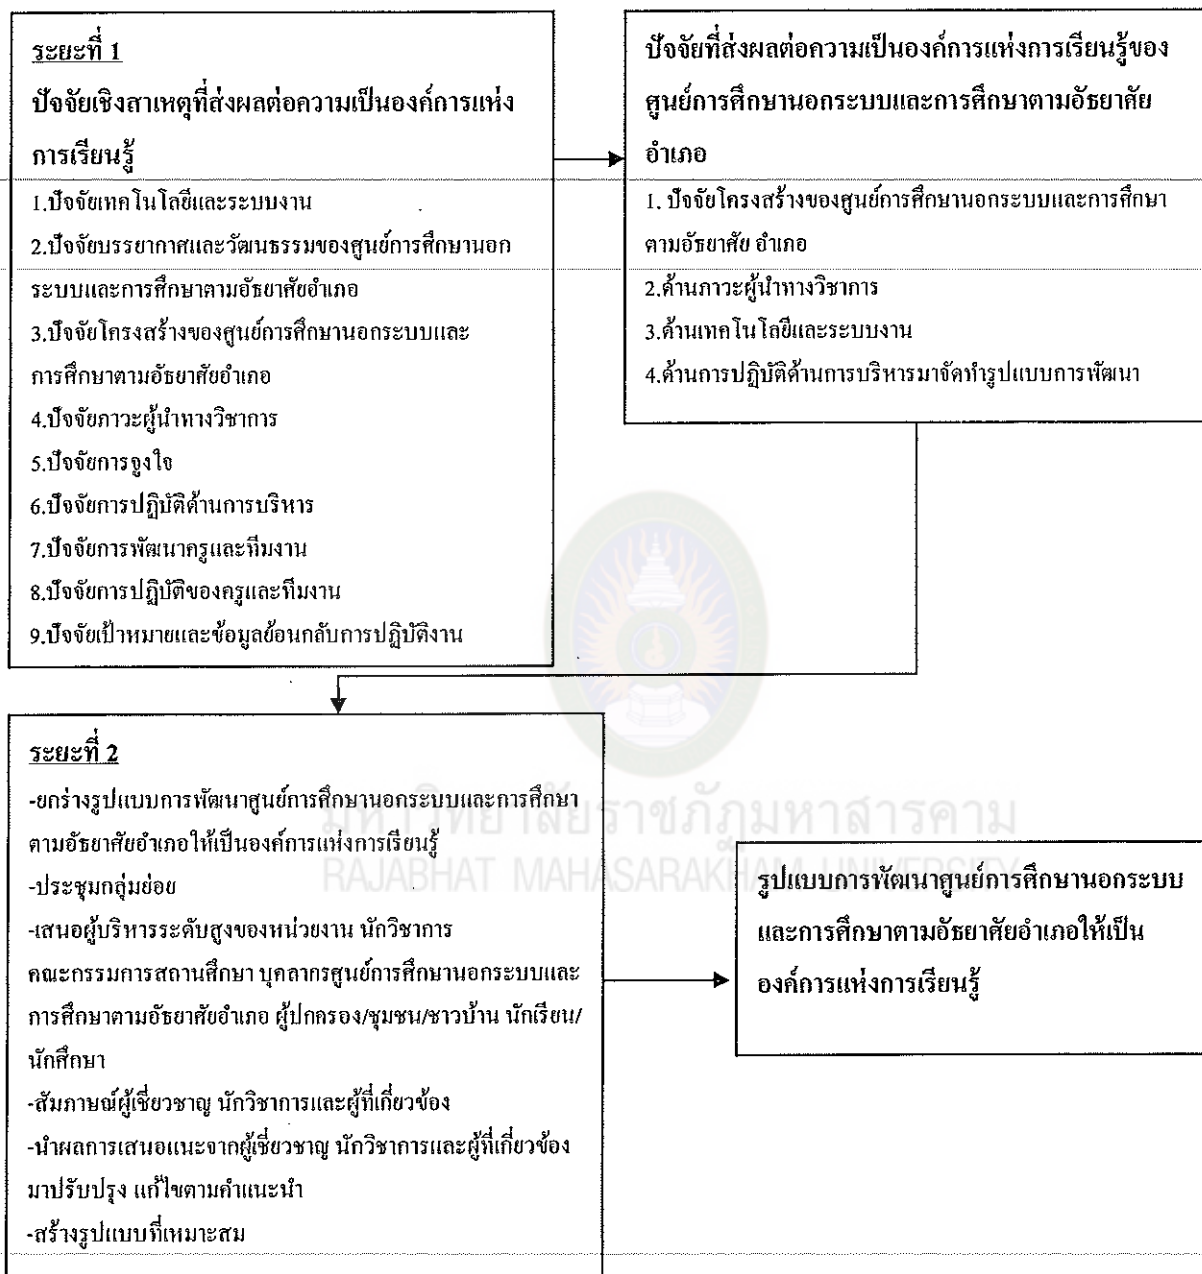 ระยะที่ 1
ปัจจัยเชิงสาเหตุที่ส่งผลต่อความเป็นองค์การแห่ง
การเรียนรู้
1.ปัจจัยเทคโนโลยีและระบบงาน
2.ปัจจัยบรรยากาศและวัฒนธรรมของศูนย์การศึกษานอก
ระบบและการศึกษาตามอัธยาศัยอำเภอ
3.ปัจจัยโครงสร้างของศูนย์การศึกษานอกระบบและ
การศึกษาตามอัธยาศัยอำเภอ
4.ปัจจัยภาวะผู้นำทางวิชาการ
5.ปัจจัยการจูงใจ
6.ปัจจัยการปฏิบัติด้านการบริหาร
7.ปัจจัยการพัฒนาครูและทีมงาน
8.ปัจจัยการปฏิบัติของครูและทีมงาน
9.ปัจจัยเป้าหมายและข้อมูลย้อนกลับการปฏิบัติงาน
ปัจจัยที่ส่งผลต่อความเป็นองค์การแห่งการเรียนรู้ของ
ศูนย์การศึกษานอกระบบและการศึกษาตามอัธยาศัย
อำเภอ
1. ปัจจัยโครงสร้างของศูนย์การศึกษานอกระบบและการศึกษา
ตามอัธยาศัย อำเภอ
2.ด้านภาวะผู้นำทางวิชาการ
3.ด้านเทคโนโลยีและระบบงาน
4.ด้านการปฏิบัติด้านการบริหารมาจัดทำรูปแบบการพัฒนา
ระยะที่ 2
-ยกร่างรูปแบบการพัฒนาศูนย์การศึกษานอกระบบและการศึกษา
ตามอัธยาศัยอำเภอให้เป็นองค์การแห่งการเรียนรู้
-ประชุมกลุ่มย่อย
-เสนอผู้บริหารระดับสูงของหน่วยงาน นักวิชาการ
คณะกรรมการสถานศึกษา บุคลากรศูนย์การศึกษานอกระบบและ
การศึกษาตามอัธยาศัยอำเภอ ผู้ปกครอง/ชุมชน/ชาวบ้าน นักเรียน/
นักศึกษา
-สัมภาษณ์ผู้เชี่ยวชาญ นักวิชาการและผู้ที่เกี่ยวข้อง
-นำผลการเสนอแนะจากผู้เชี่ยวชาญ นักวิชาการและผู้ที่เกี่ยวข้อง
มาปรับปรุง แก้ไขตามคำแนะนำ
-สร้างรูปแบบที่เหมาะสม
รูปแบบการพัฒนาศูนย์การศึกษานอกระบบ
และการศึกษาตามอัธยาศัยอำเภอให้เป็น
องค์การแห่งการเรียนรู้
มหาวิทยาลัยราชภัฏมหาสารคาม
RAJABHAT MAHASARAKHAM UNIVERSITY